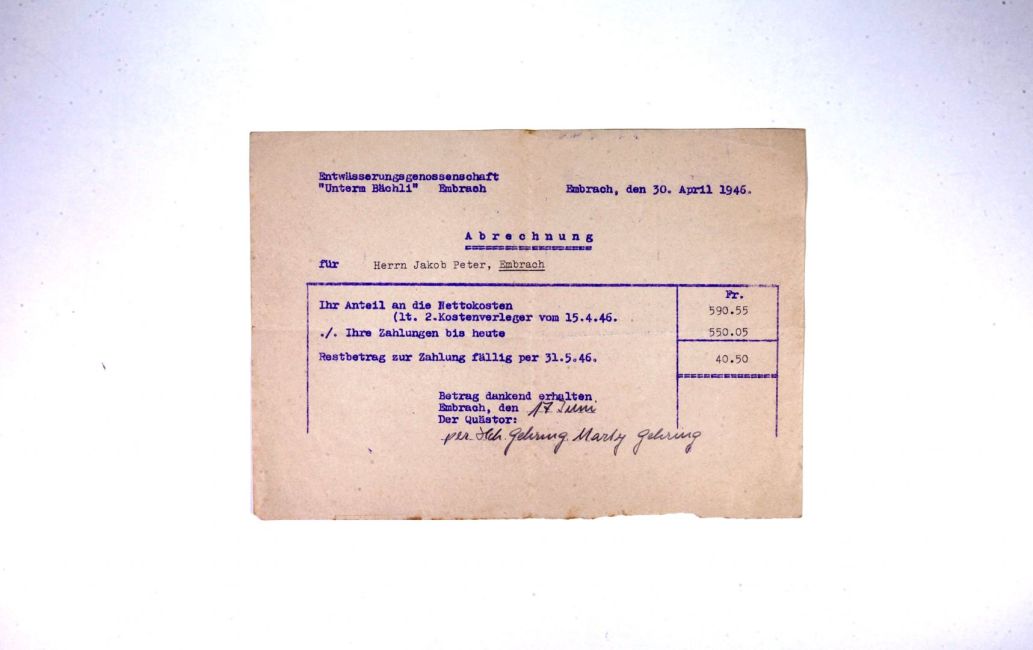 Entwässerungsgenossenschaft
"Unterm Bächli" Embrach Embrach, den 30. April 1946.
Abrechnung
für Herrn Jakob Peter, Embrach
Fr.
Ihr Anteil an die Nettokosten
(lt. 2.Kostenverleger vom 15.4.46. 590.55
./. Ihre Zahlungen bis heute 550.05
Restbetrag zur Zahlung fällig per 31.5.46. 40.50
Betrag dankend erhalten
Embrach, den 17 Juni
Der Quästor:
per Hch. Gehring. Marty Gehring